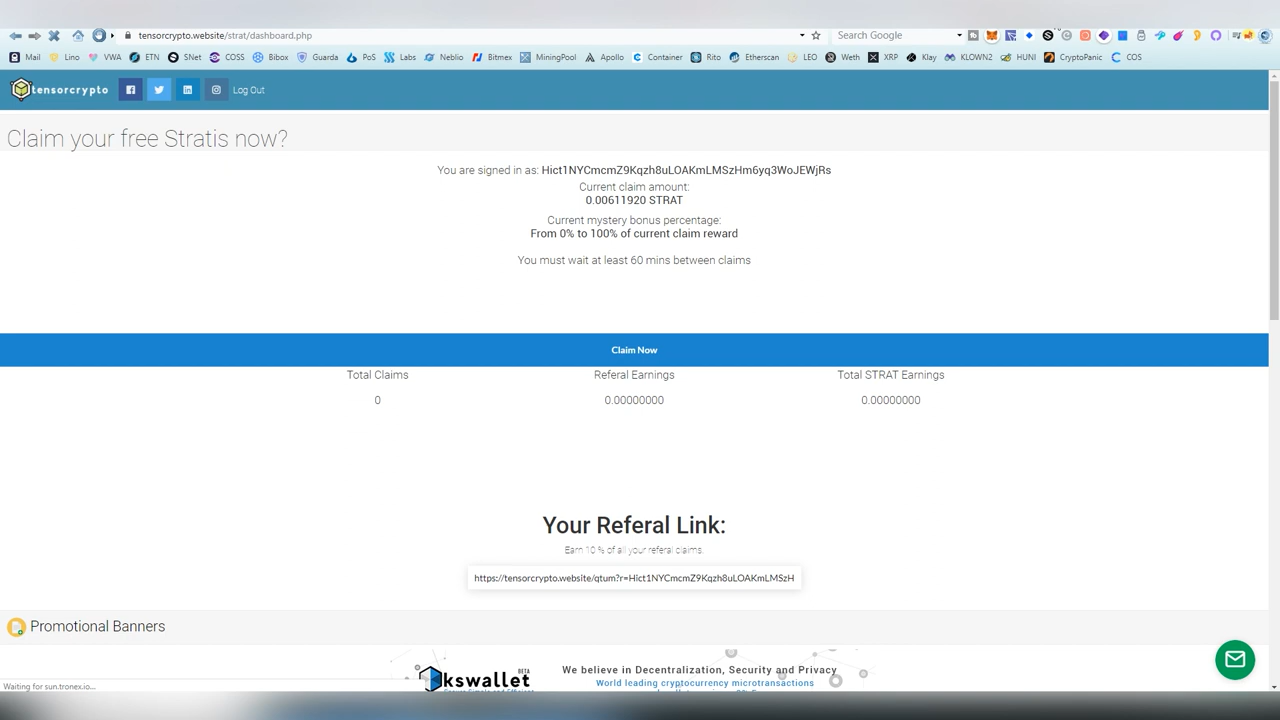 tensorcrypto.website/strat/dashboard.php
Search Google
Mail Lino VWA ETN SNet COSS Bibox Guarda PoS Labs Neblio Bitmex MiningPool Apollo Container Rito Etherscan LEO Weth XRP Klay KLOWN2 HUNI CryptoPanic COS
tensorcrypto Log Out
Claim your free Stratis now?
You are signed in as: Hict1NYCmcmZ9Kqzh8uLOAKmLMSzHm6yq3WoJEWjRs
Current claim amount:
0.00611920 STRAT
Current mystery bonus percentage:
From 0% to 100% of current claim reward
You must wait at least 60 mins between claims
Claim Now
Total Claims Referal Earnings Total STRAT Earnings
0 0.00000000 0.00000000
Your Referal Link:
Earn 10 % of all your referal claims.
https://tensorcrypto.website/qtum?r=Hict1NYCmcmZ9Kqzh8uLOAKmLMSzH
Promotional Banners
BETA
kswallet
We believe in Decentralization, Security and Privacy
World leading cryptocurrency microtransactions
Waiting for sun.tronex.io...